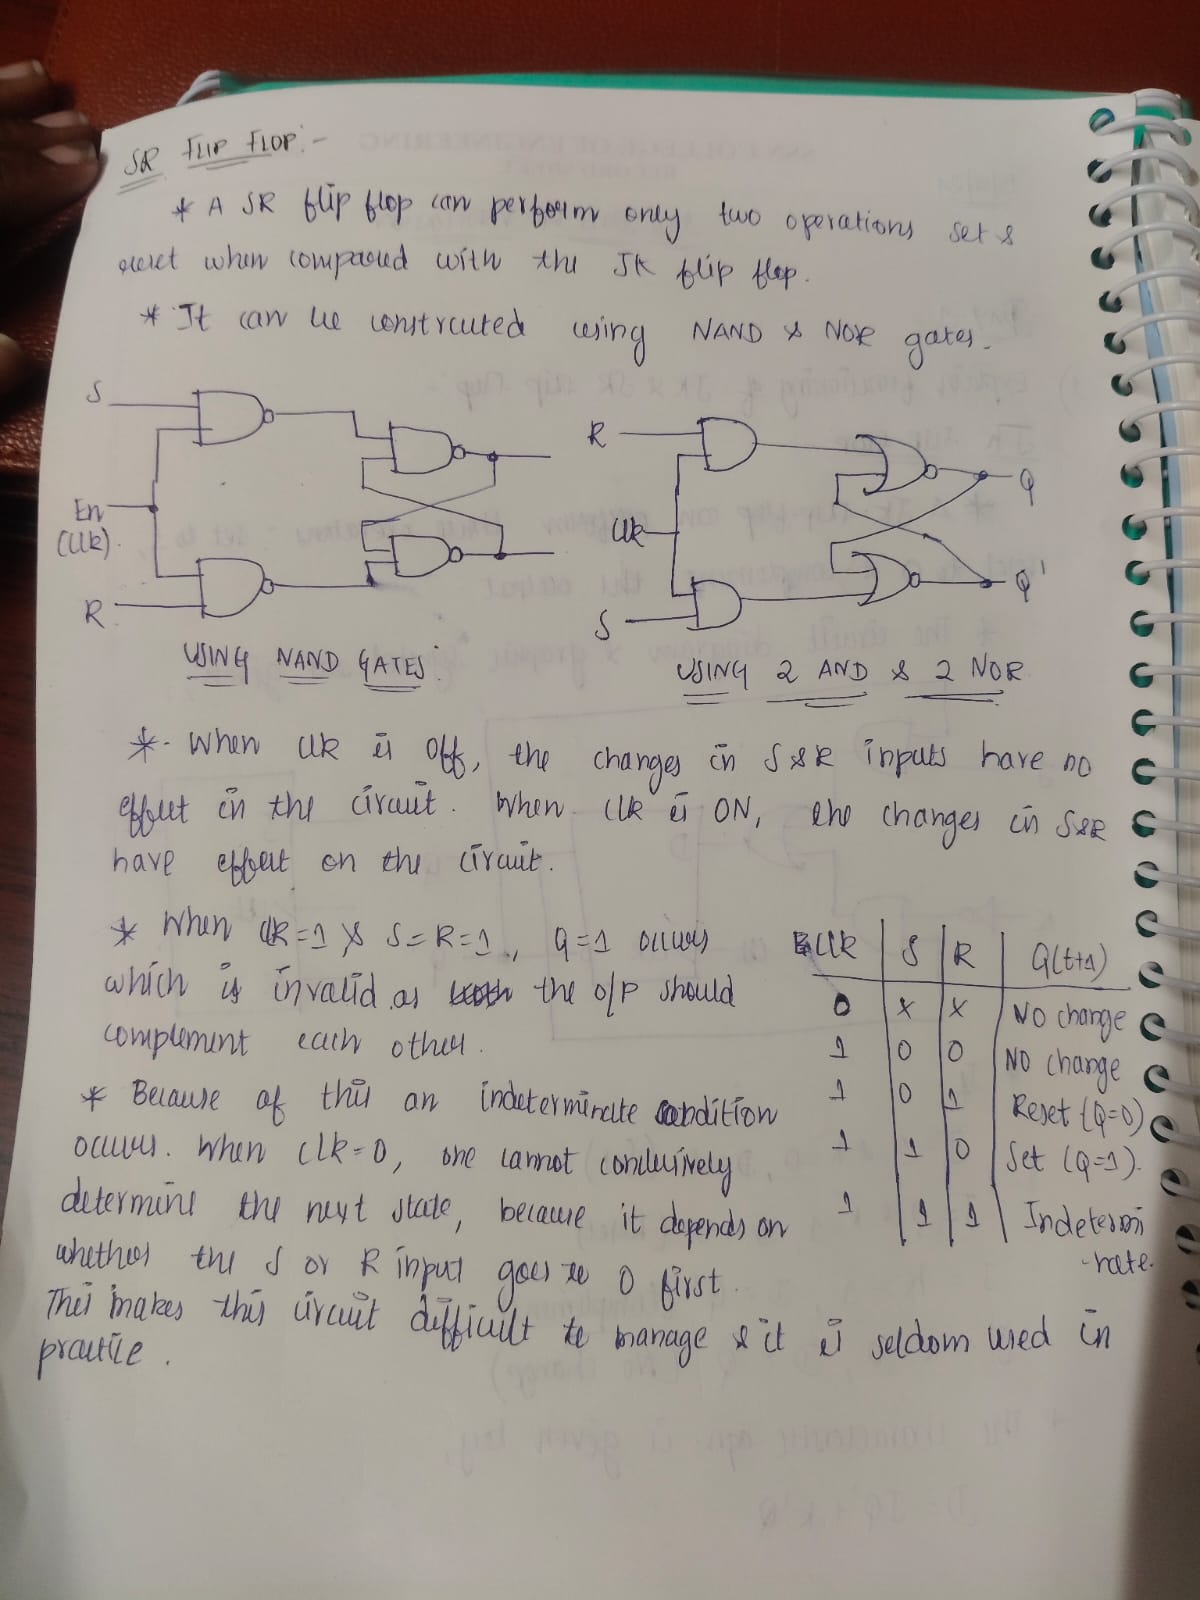 SR FLIP FLOP:-
* A SR flip flop can perform only two operations set &
reset when compared with the JK flip flop.
* It can be constructed using NAND & NOR gates.
S
En
(Clk)
R
USING NAND GATES:
R
Clk
S
Q
Q'
USING 2 AND & 2 NOR
*- When Clk is off, the changes in S & R inputs have no
effect in the circuit. When Clk is ON, the changes in S&R
have effect on the circuit.
* When Clk=1 & S=R=1, Q=1 occurs
which is invalid as the o/p should
complement each other.
* Because of this an indeterminate condition
occurs. When Clk=0, one cannot conclusively
determine the next state, because it depends on
whether the S or R input goes to 0 first.
This makes this circuit difficult to manage & it is seldom used in
practice.
Clk S R Q(t+1)
0 x x No change
1 0 0 No change
1 0 1 Reset (Q=0)
1 1 0 Set (Q=1).
1 1 1 Indetermi
-nate.